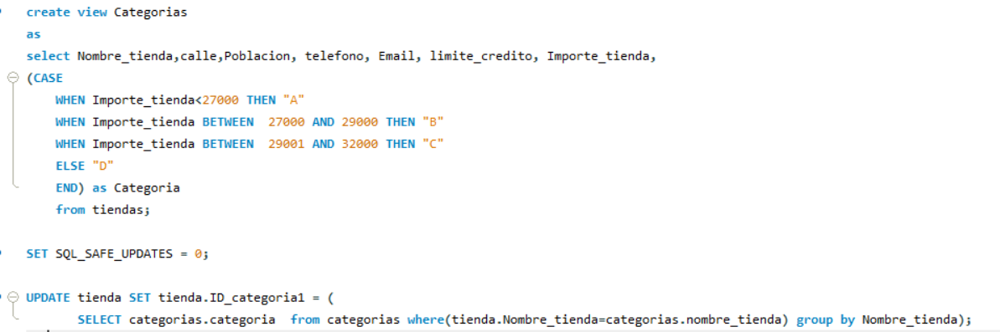 create view Categorias
as
select Nombre_tienda,calle,Poblacion, telefono, Email, limite_credito, Importe_tienda,
(CASE
WHEN Importe_tienda<27000 THEN "A"
WHEN Importe_tienda BETWEEN  27000 AND 29000 THEN "B"
WHEN Importe_tienda BETWEEN  29001 AND 32000 THEN "C"
ELSE "D"
END) as Categoria
from tiendas;
SET SQL_SAFE_UPDATES = 0;
UPDATE tienda SET tienda.ID_categoria1 = (
SELECT categorias.categoria  from categorias where(tienda.Nombre_tienda=categorias.nombre_tienda) group by Nombre_tienda);